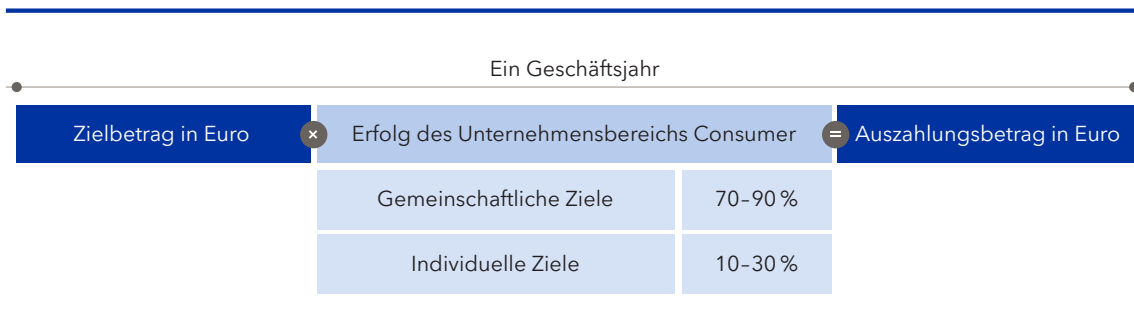 Ein Geschäftsjahr
Zielbetrag in Euro × Erfolg des Unternehmensbereichs Consumer = Auszahlungsbetrag in Euro
Gemeinschaftliche Ziele 70–90 %
Individuelle Ziele 10–30 %